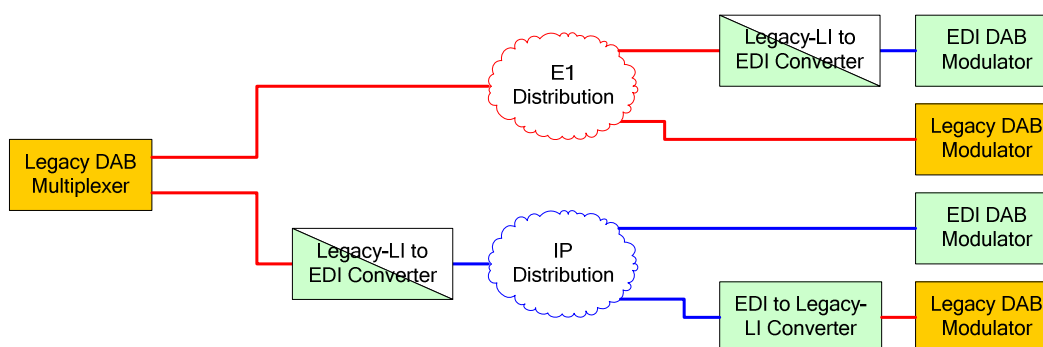 Legacy-LI to
EDI Converter
EDI DAB
Modulator
E1
Distribution
Legacy DAB
Modulator
Legacy DAB
Multiplexer
EDI DAB
Modulator
Legacy-LI to
EDI Converter
IP
Distribution
EDI to Legacy-
LI Converter
Legacy DAB
Modulator